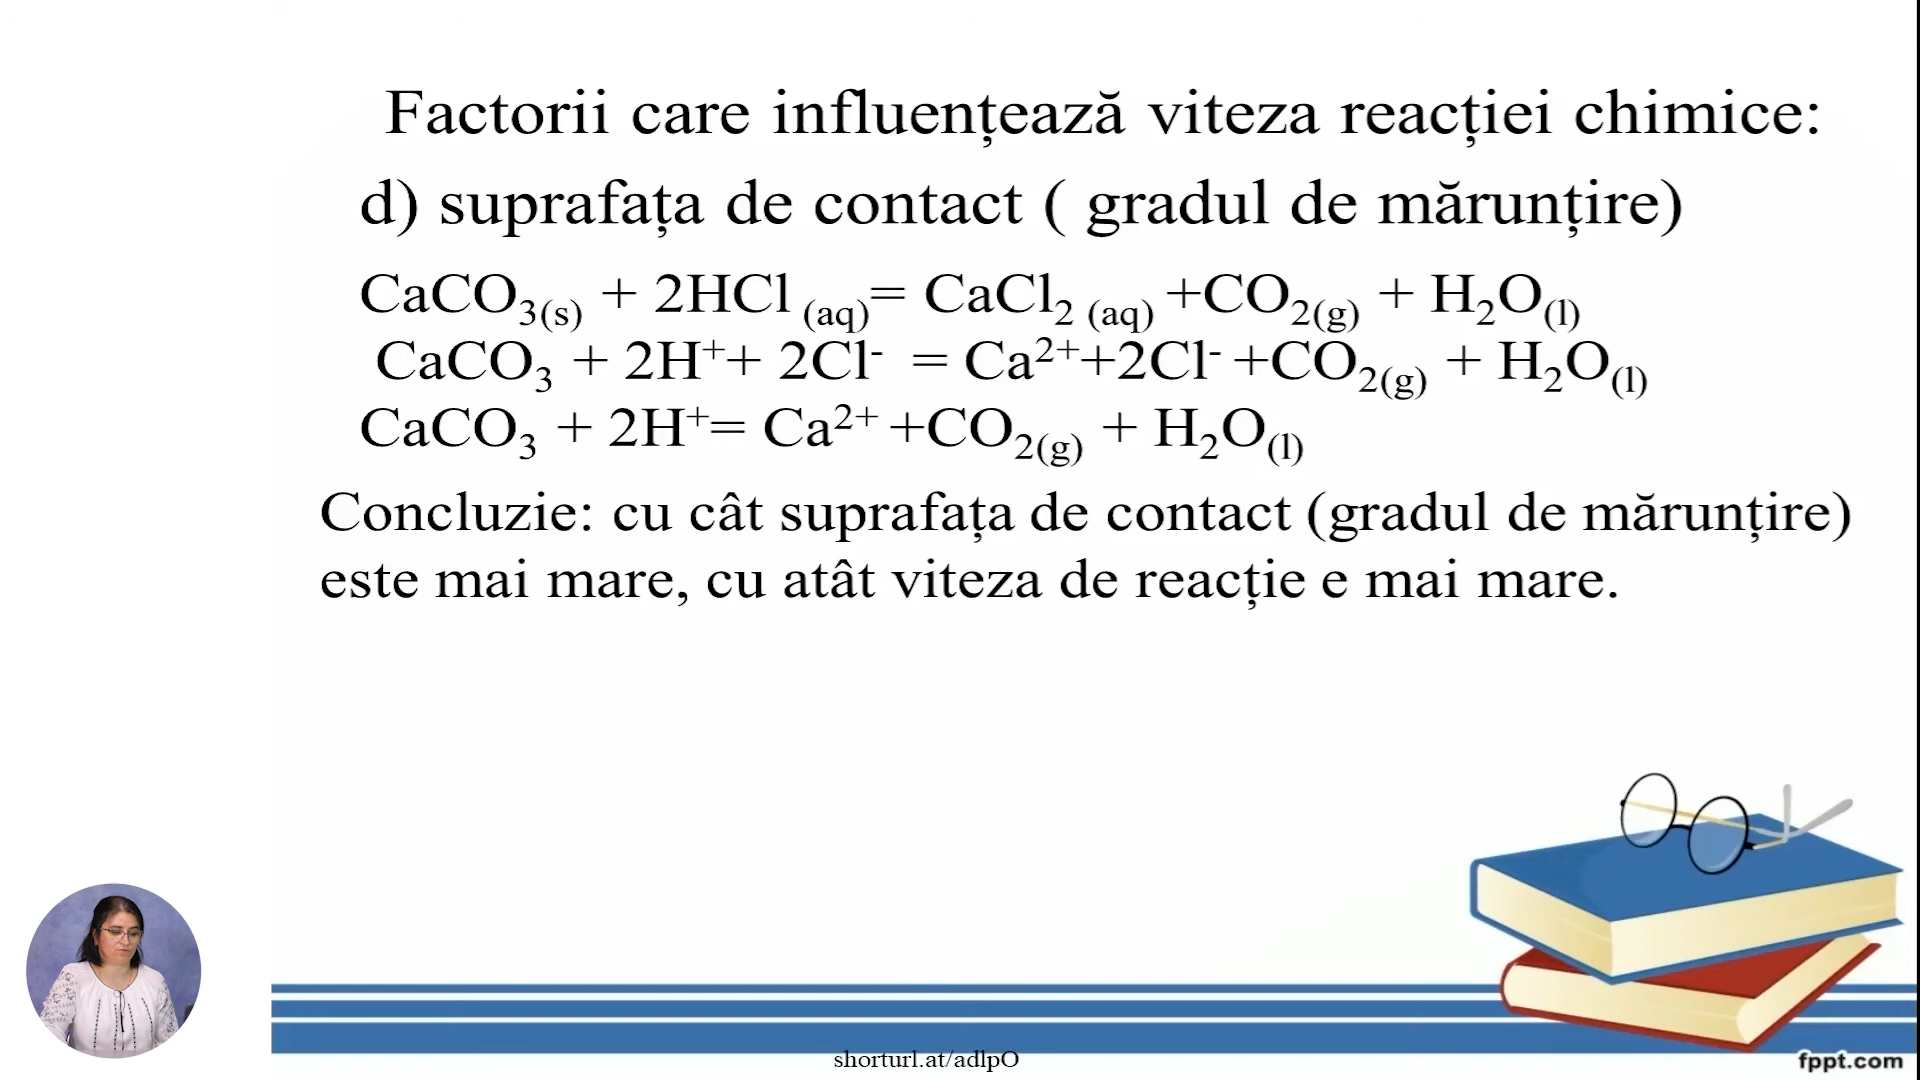 Factorii care influențează viteza reacției chimice:
d) suprafața de contact ( gradul de mărunțire)
CaCO₃₍ₛ₎ + 2HCl (aq)= CaCl₂ (aq) +CO₂(g) + H₂O(l)
CaCO₃ + 2H⁺+ 2Cl⁻ = Ca²⁺+2Cl⁻ +CO₂(g) + H₂O(l)
CaCO₃ + 2H⁺= Ca²⁺ +CO₂(g) + H₂O(l)
Concluzie: cu cât suprafața de contact (gradul de mărunțire)
este mai mare, cu atât viteza de reacție e mai mare.
shorturl.at/adlpO
fppt.com